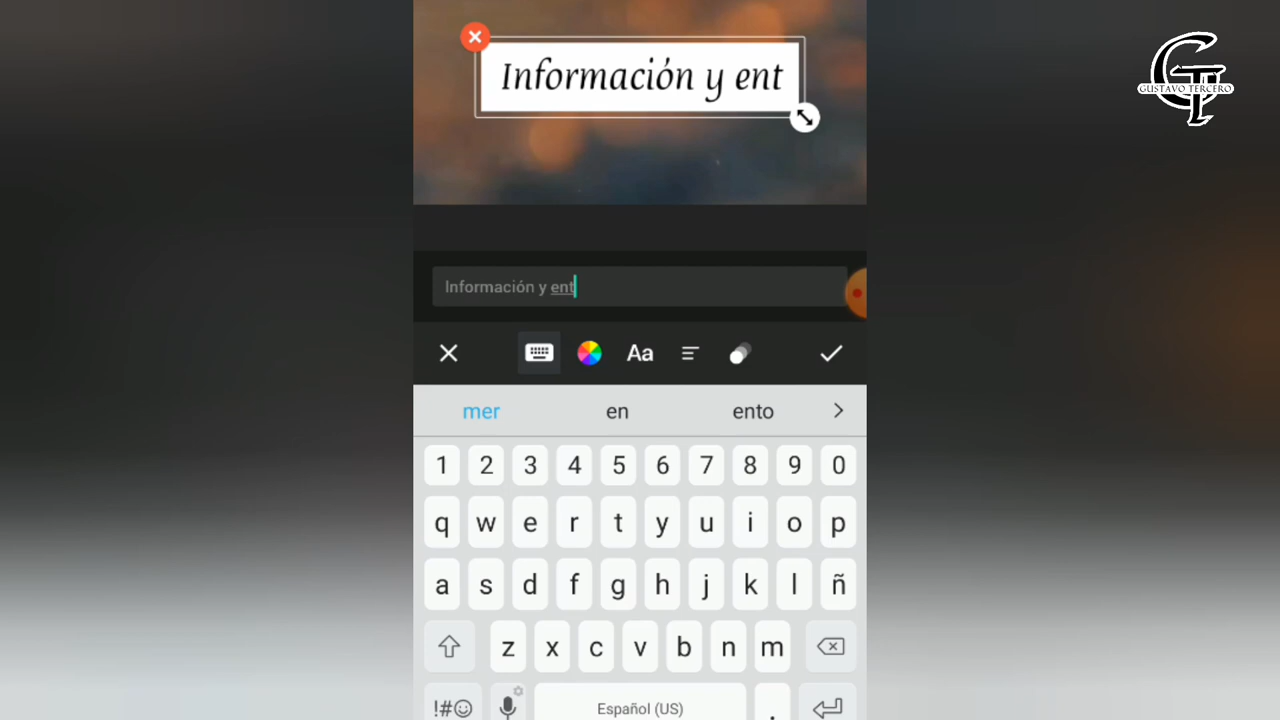 Información y ent
GUSTAVO TERCERO
Información y ent
Aa
mer en ento
1 2 3 4 5 6 7 8 9 0
q w e r t y u i o p
a s d f g h j k l ñ
z x c v b n m
!#☺ Español (US) .